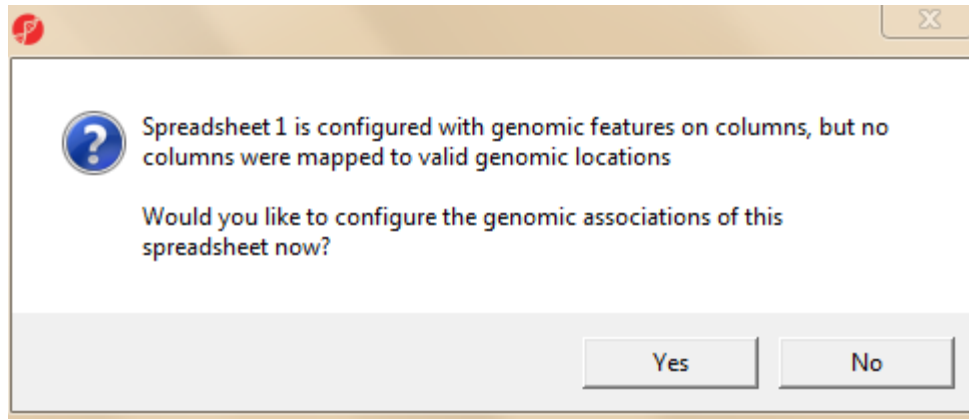 Spreadsheet 1 is configured with genomic features on columns, but no
columns were mapped to valid genomic locations
Would you like to configure the genomic associations of this
spreadsheet now?
Yes
No